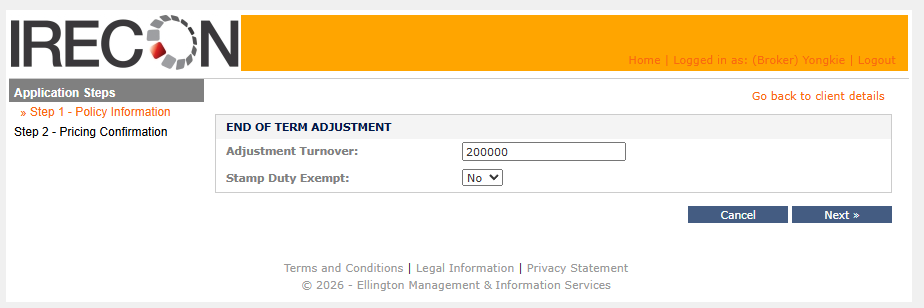 IRECON
Home | Logged in as: (Broker) Yongkie | Logout
Application Steps
» Step 1 - Policy Information
Step 2 - Pricing Confirmation
Go back to client details
END OF TERM ADJUSTMENT
Adjustment Turnover: 200000
Stamp Duty Exempt: No
Cancel Next »
Terms and Conditions | Legal Information | Privacy Statement
© 2026 - Ellington Management & Information Services